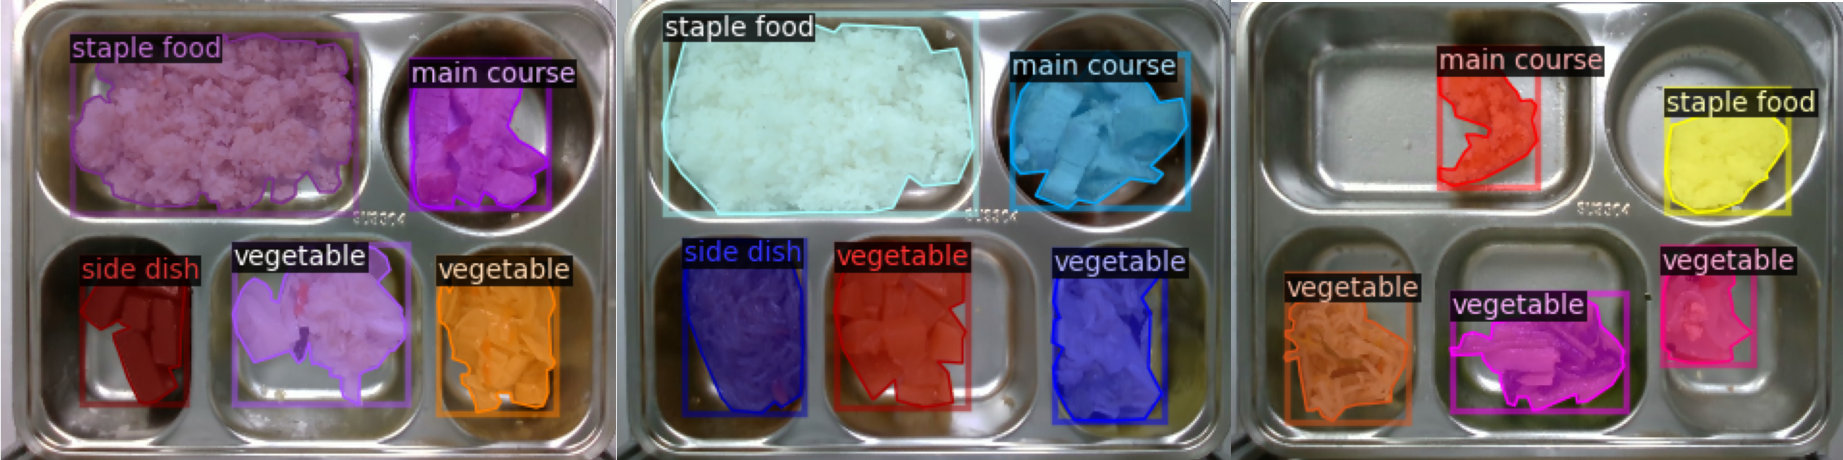 staple food
main course
side dish
vegetable
vegetable
staple food
main course
side dish
vegetable
vegetable
main course
staple food
vegetable
vegetable
vegetable